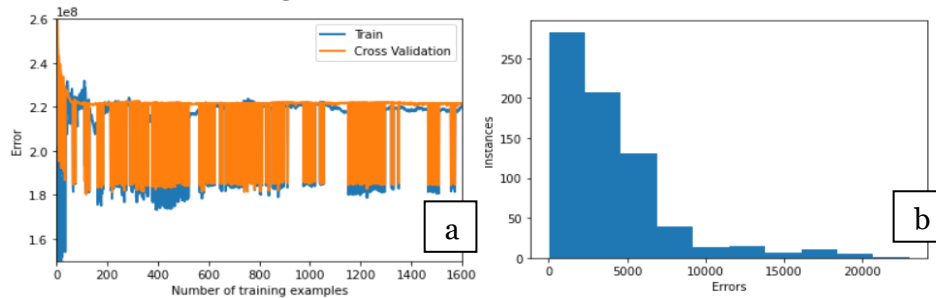 1e8
2.6
2.4
2.2
2.0
1.8
1.6
Error
0 200 400 600 800 1000 1200 1400 1600
Number of training examples
Train
Cross Validation
a
250
200
150
100
50
0
Instances
0 5000 10000 15000 20000
Errors
b